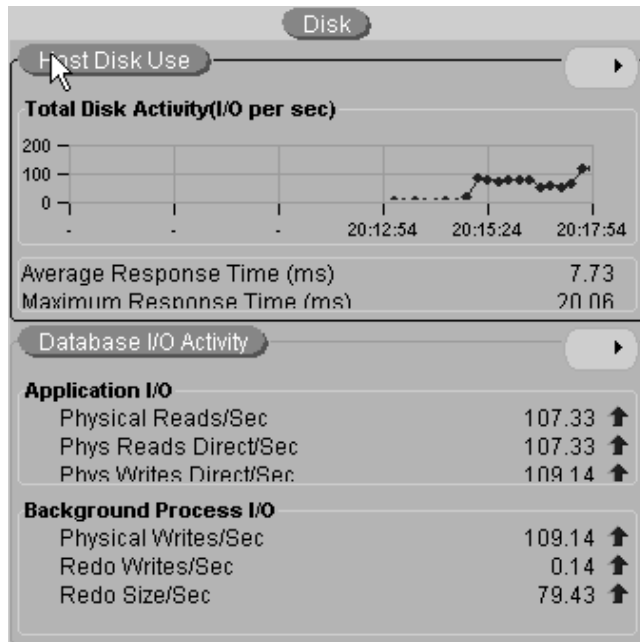 Disk
Host Disk Use
Total Disk Activity(I/O per sec)
200
100
0
- - - 20:12:54 20:15:24 20:17:54
Average Response Time (ms) 7.73
Maximum Response Time (ms) 20.06
Database I/O Activity
Application I/O
Physical Reads/Sec 107.33
Phys Reads Direct/Sec 107.33
Phys Writes Direct/Sec 109.14
Background Process I/O
Physical Writes/Sec 109.14
Redo Writes/Sec 0.14
Redo Size/Sec 79.43